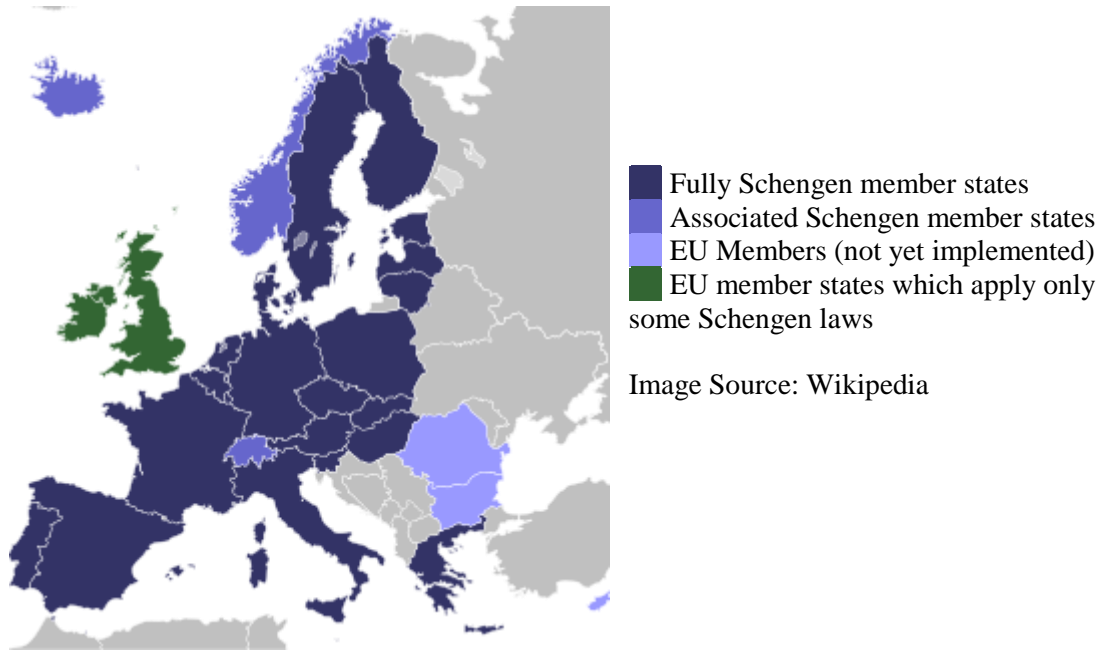 Fully Schengen member states
Associated Schengen member states
EU Members (not yet implemented)
EU member states which apply only
some Schengen laws
Image Source: Wikipedia